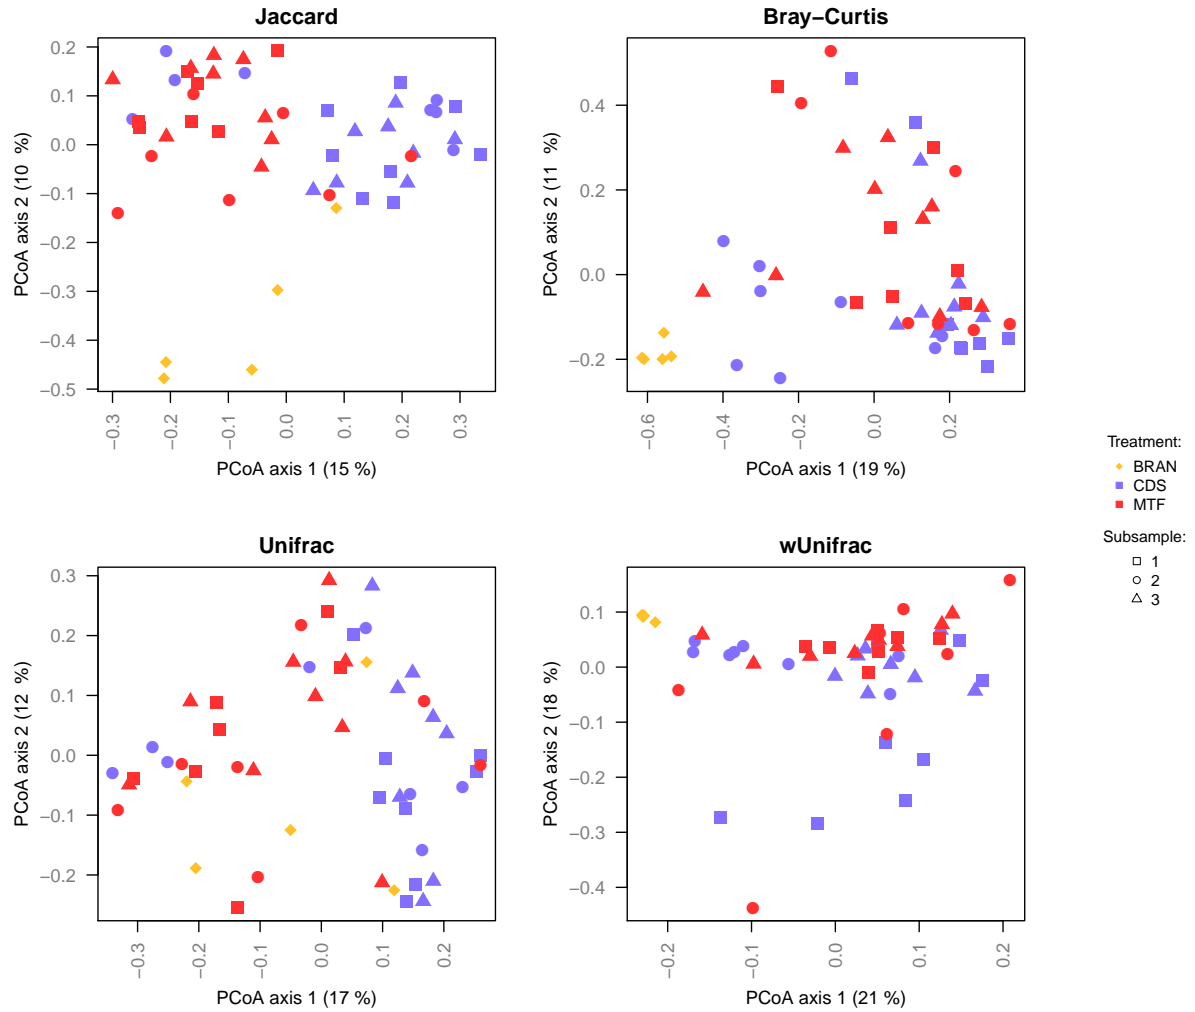 Jaccard
0.2
0.1
0.0
−0.1
−0.2
−0.3
−0.4
−0.5
PCoA axis 2 (10 %)
−0.3
−0.2
−0.1
0.0
0.1
0.2
0.3
PCoA axis 1 (15 %)
Bray−Curtis
0.4
0.2
0.0
−0.2
PCoA axis 2 (11 %)
−0.6
−0.4
−0.2
0.0
0.2
PCoA axis 1 (19 %)
Treatment:
BRAN
CDS
MTF
Subsample:
1
2
3
Unifrac
0.3
0.2
0.1
0.0
−0.1
−0.2
PCoA axis 2 (12 %)
−0.3
−0.2
−0.1
0.0
0.1
0.2
PCoA axis 1 (17 %)
wUnifrac
0.1
0.0
−0.1
−0.2
−0.3
−0.4
PCoA axis 2 (18 %)
−0.2
−0.1
0.0
0.1
0.2
PCoA axis 1 (21 %)